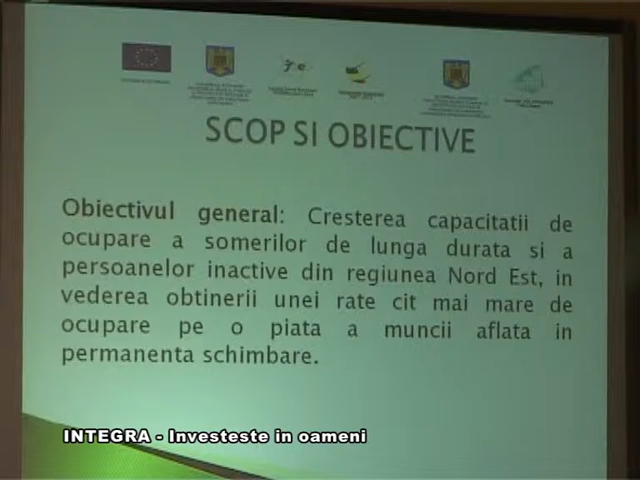 SCOP SI OBIECTIVE
Obiectivul general: Cresterea capacitatii de
ocupare a somerilor de lunga durata si a
persoanelor inactive din regiunea Nord Est, in
vederea obtinerii unei rate cit mai mare de
ocupare pe o piata a muncii aflata in
permanenta schimbare.
INTEGRA - Investeste in oameni